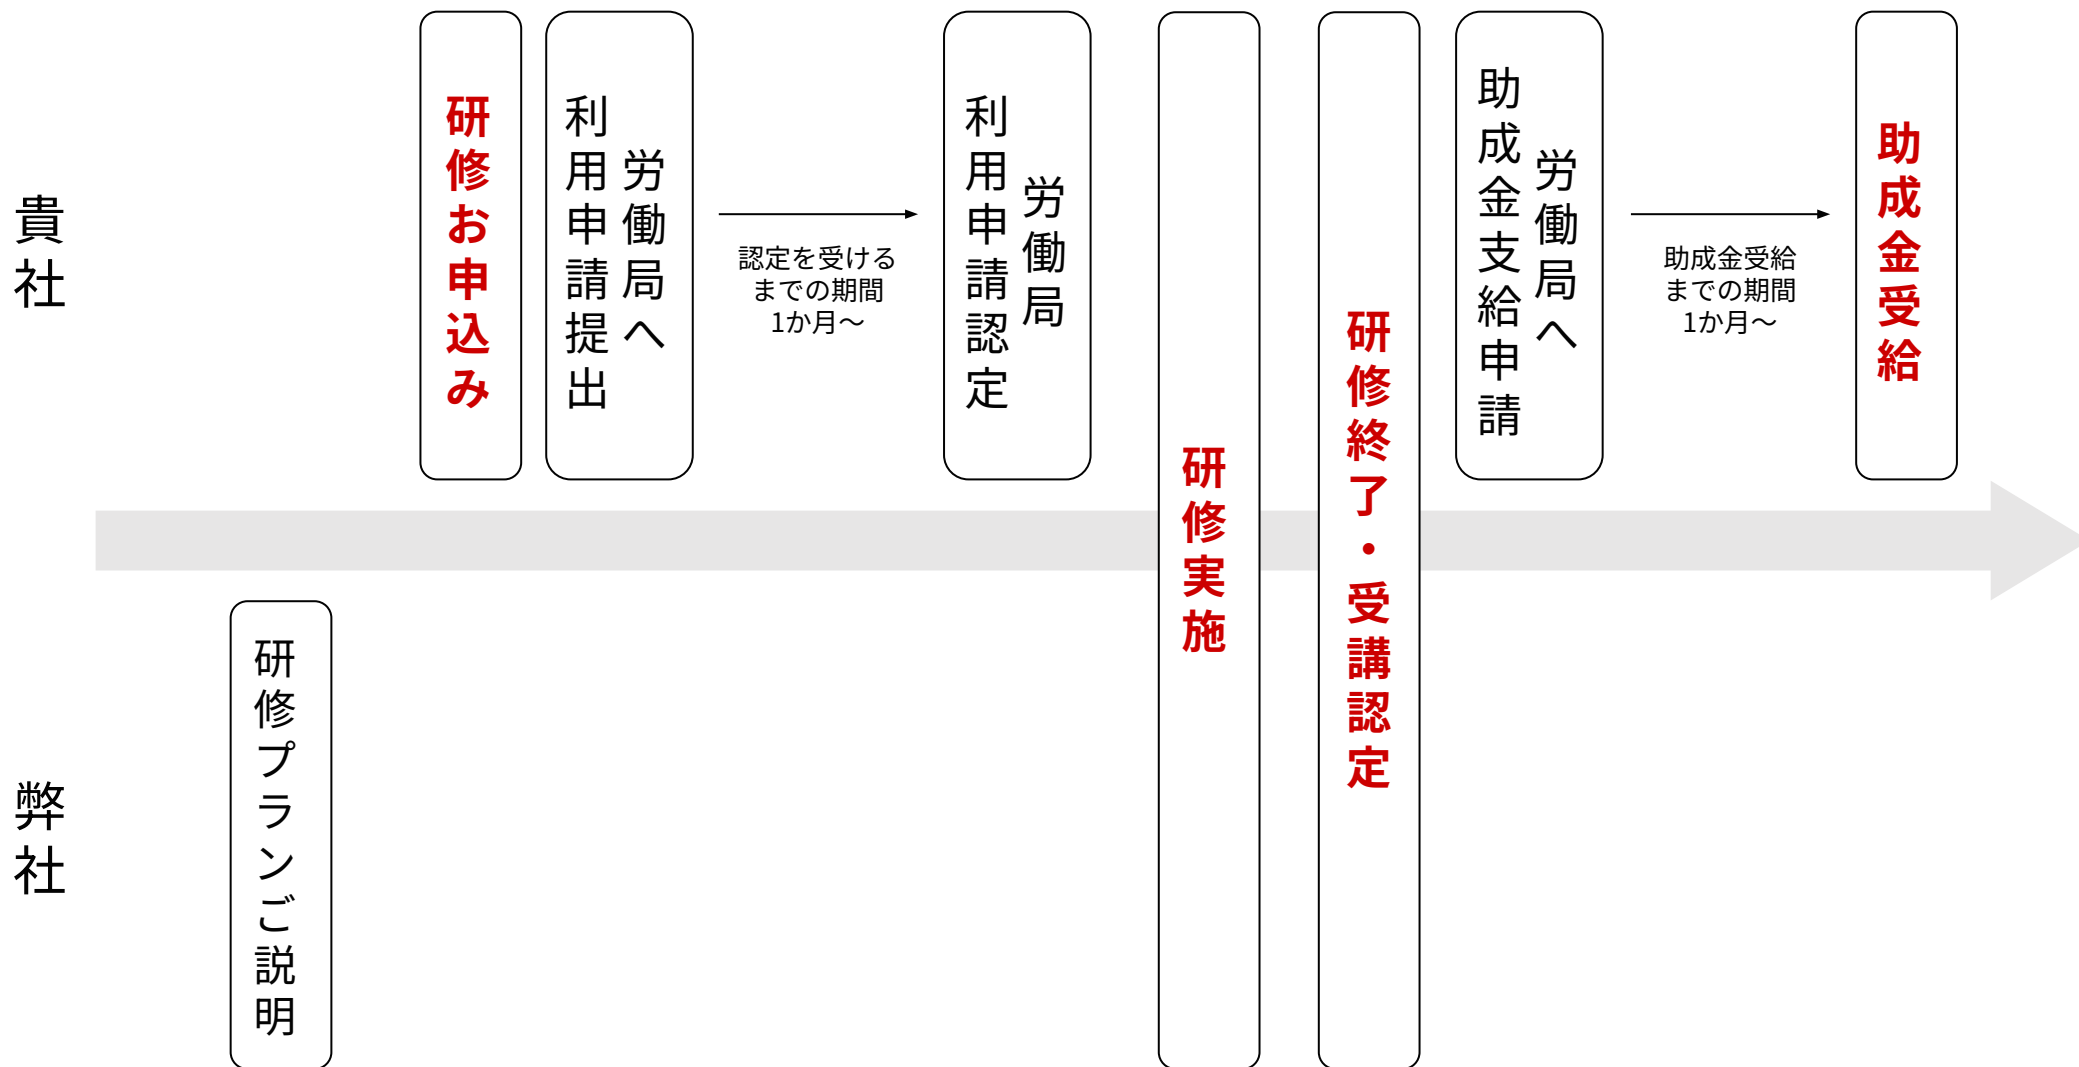 貴社
研修お申込み
労働局へ
利用申請提出
認定を受ける
までの期間
1か月～
労働局
利用申請認定
研修実施
研修終了・受講認定
労働局へ
助成金支給申請
助成金受給
までの期間
1か月～
助成金受給
弊社
研修プランご説明